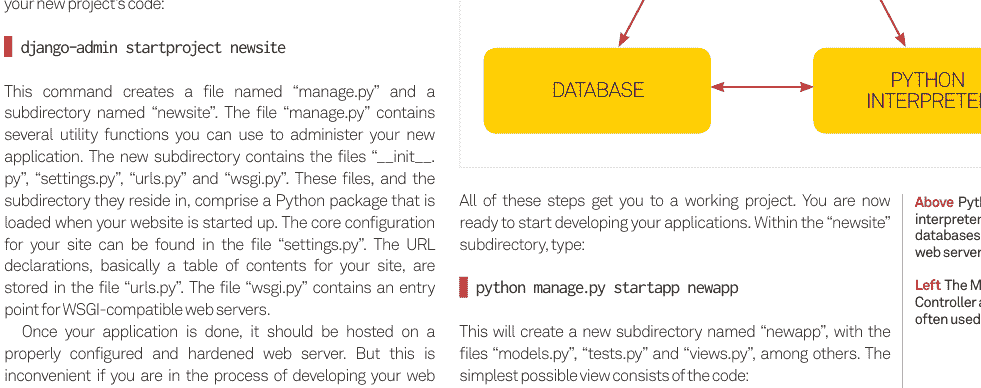 your new project's code:
django-admin startproject newsite
This command creates a file named “manage.py” and a
subdirectory named “newsite”. The file “manage.py” contains
several utility functions you can use to administer your new
application. The new subdirectory contains the files “__init__.
py”, “settings.py”, “urls.py” and “wsgi.py”. These files, and the
subdirectory they reside in, comprise a Python package that is
loaded when your website is started up. The core configuration
for your site can be found in the file “settings.py”. The URL
declarations, basically a table of contents for your site, are
stored in the file “urls.py”. The file “wsgi.py” contains an entry
point for WSGI-compatible web servers.
Once your application is done, it should be hosted on a
properly configured and hardened web server. But this is
inconvenient if you are in the process of developing your web
DATABASE
PYTHON
All of these steps get you to a working project. You are now
ready to start developing your applications. Within the “newsite”
subdirectory, type:
python manage.py startapp newapp
This will create a new subdirectory named “newapp”, with the
files “models.py”, “tests.py” and “views.py”, among others. The
simplest possible view consists of the code:
Above
interpreter
databases
web server
Left The
Controller
often used